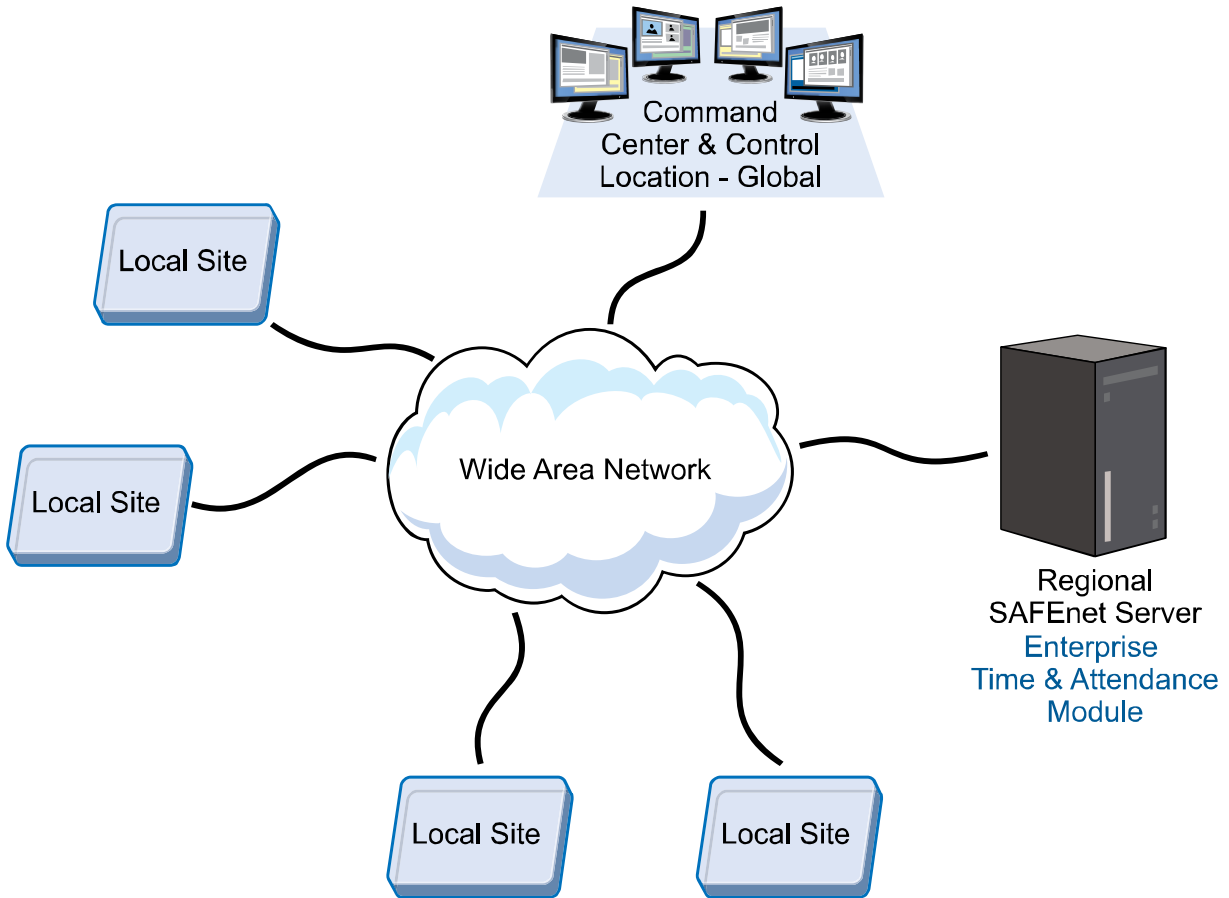 Command
Center & Control
Location - Global
Local Site
Local Site
Wide Area Network
Regional
SAFEnet Server
Enterprise
Time & Attendance
Module
Local Site
Local Site